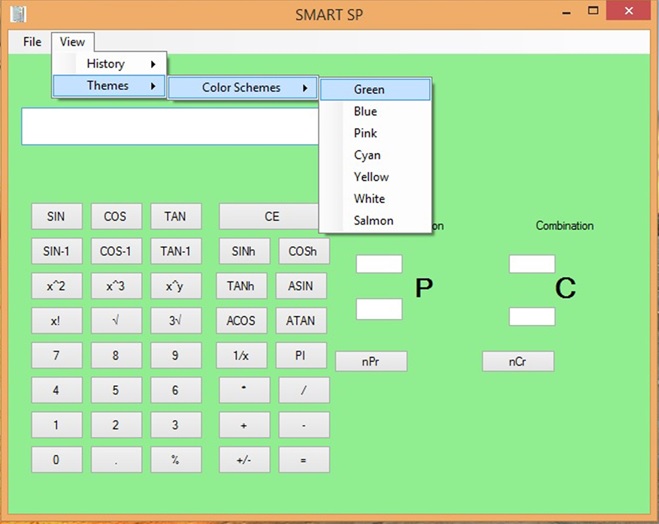 SMART SP
File View
History
Themes Color Schemes Green
Blue
Pink
Cyan
Yellow
White
Salmon
on Combination
SIN COS TAN CE
SIN-1 COS-1 TAN-1 SINh COSh
x^2 x^3 x^y TANh ASIN P C
x! √ 3√ ACOS ATAN
7 8 9 1/x PI nPr nCr
4 5 6 * /
1 2 3 + -
0 . % +/- =